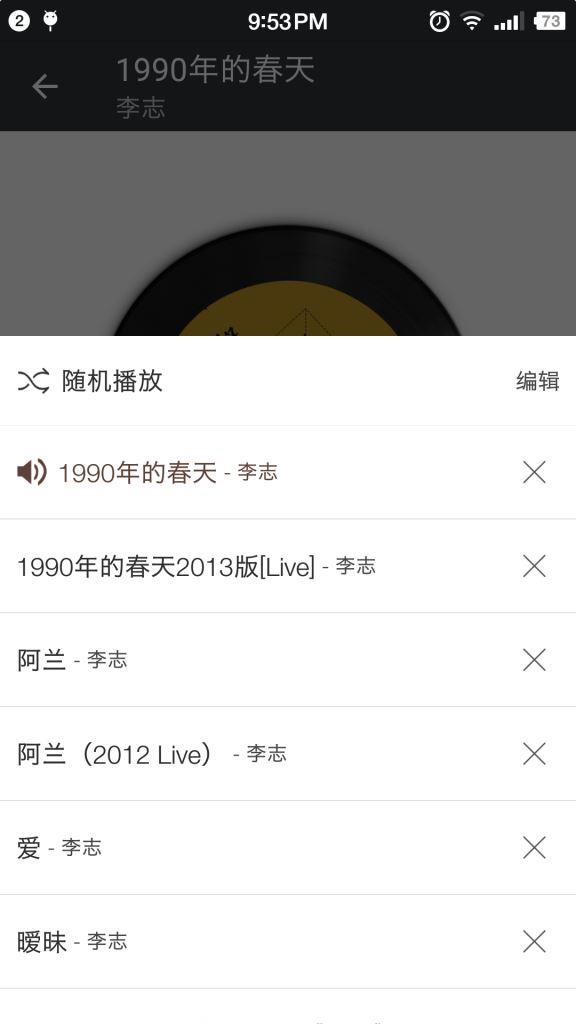 2
9:53PM
73
1990年的春天
李志
随机播放
编辑
1990年的春天 - 李志
1990年的春天2013版[Live] - 李志
阿兰 - 李志
阿兰（2012 Live） - 李志
爱 - 李志
暧昧 - 李志